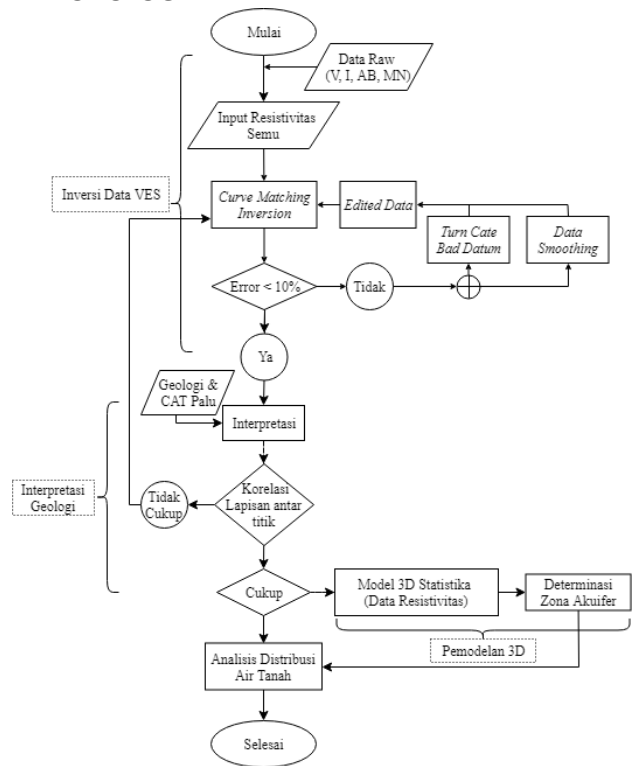 Mulai
Data Raw
(V, I, AB, MN)
Input Resistivitas
Semu
Inversi Data VES
Curve Matching
Inversion
Edited Data
Turn Cate
Bad Datum
Data
Smoothing
Error < 10%
Tidak
Ya
Geologi &
CAT Palu
Interpretasi
Interpretasi
Geologi
Tidak
Cukup
Korelasi
Lapisan antar
titik
Cukup
Model 3D Statistika
(Data Resistivitas)
Determinasi
Zona Akuifer
Pemodelan 3D
Analisis Distribusi
Air Tanah
Selesai